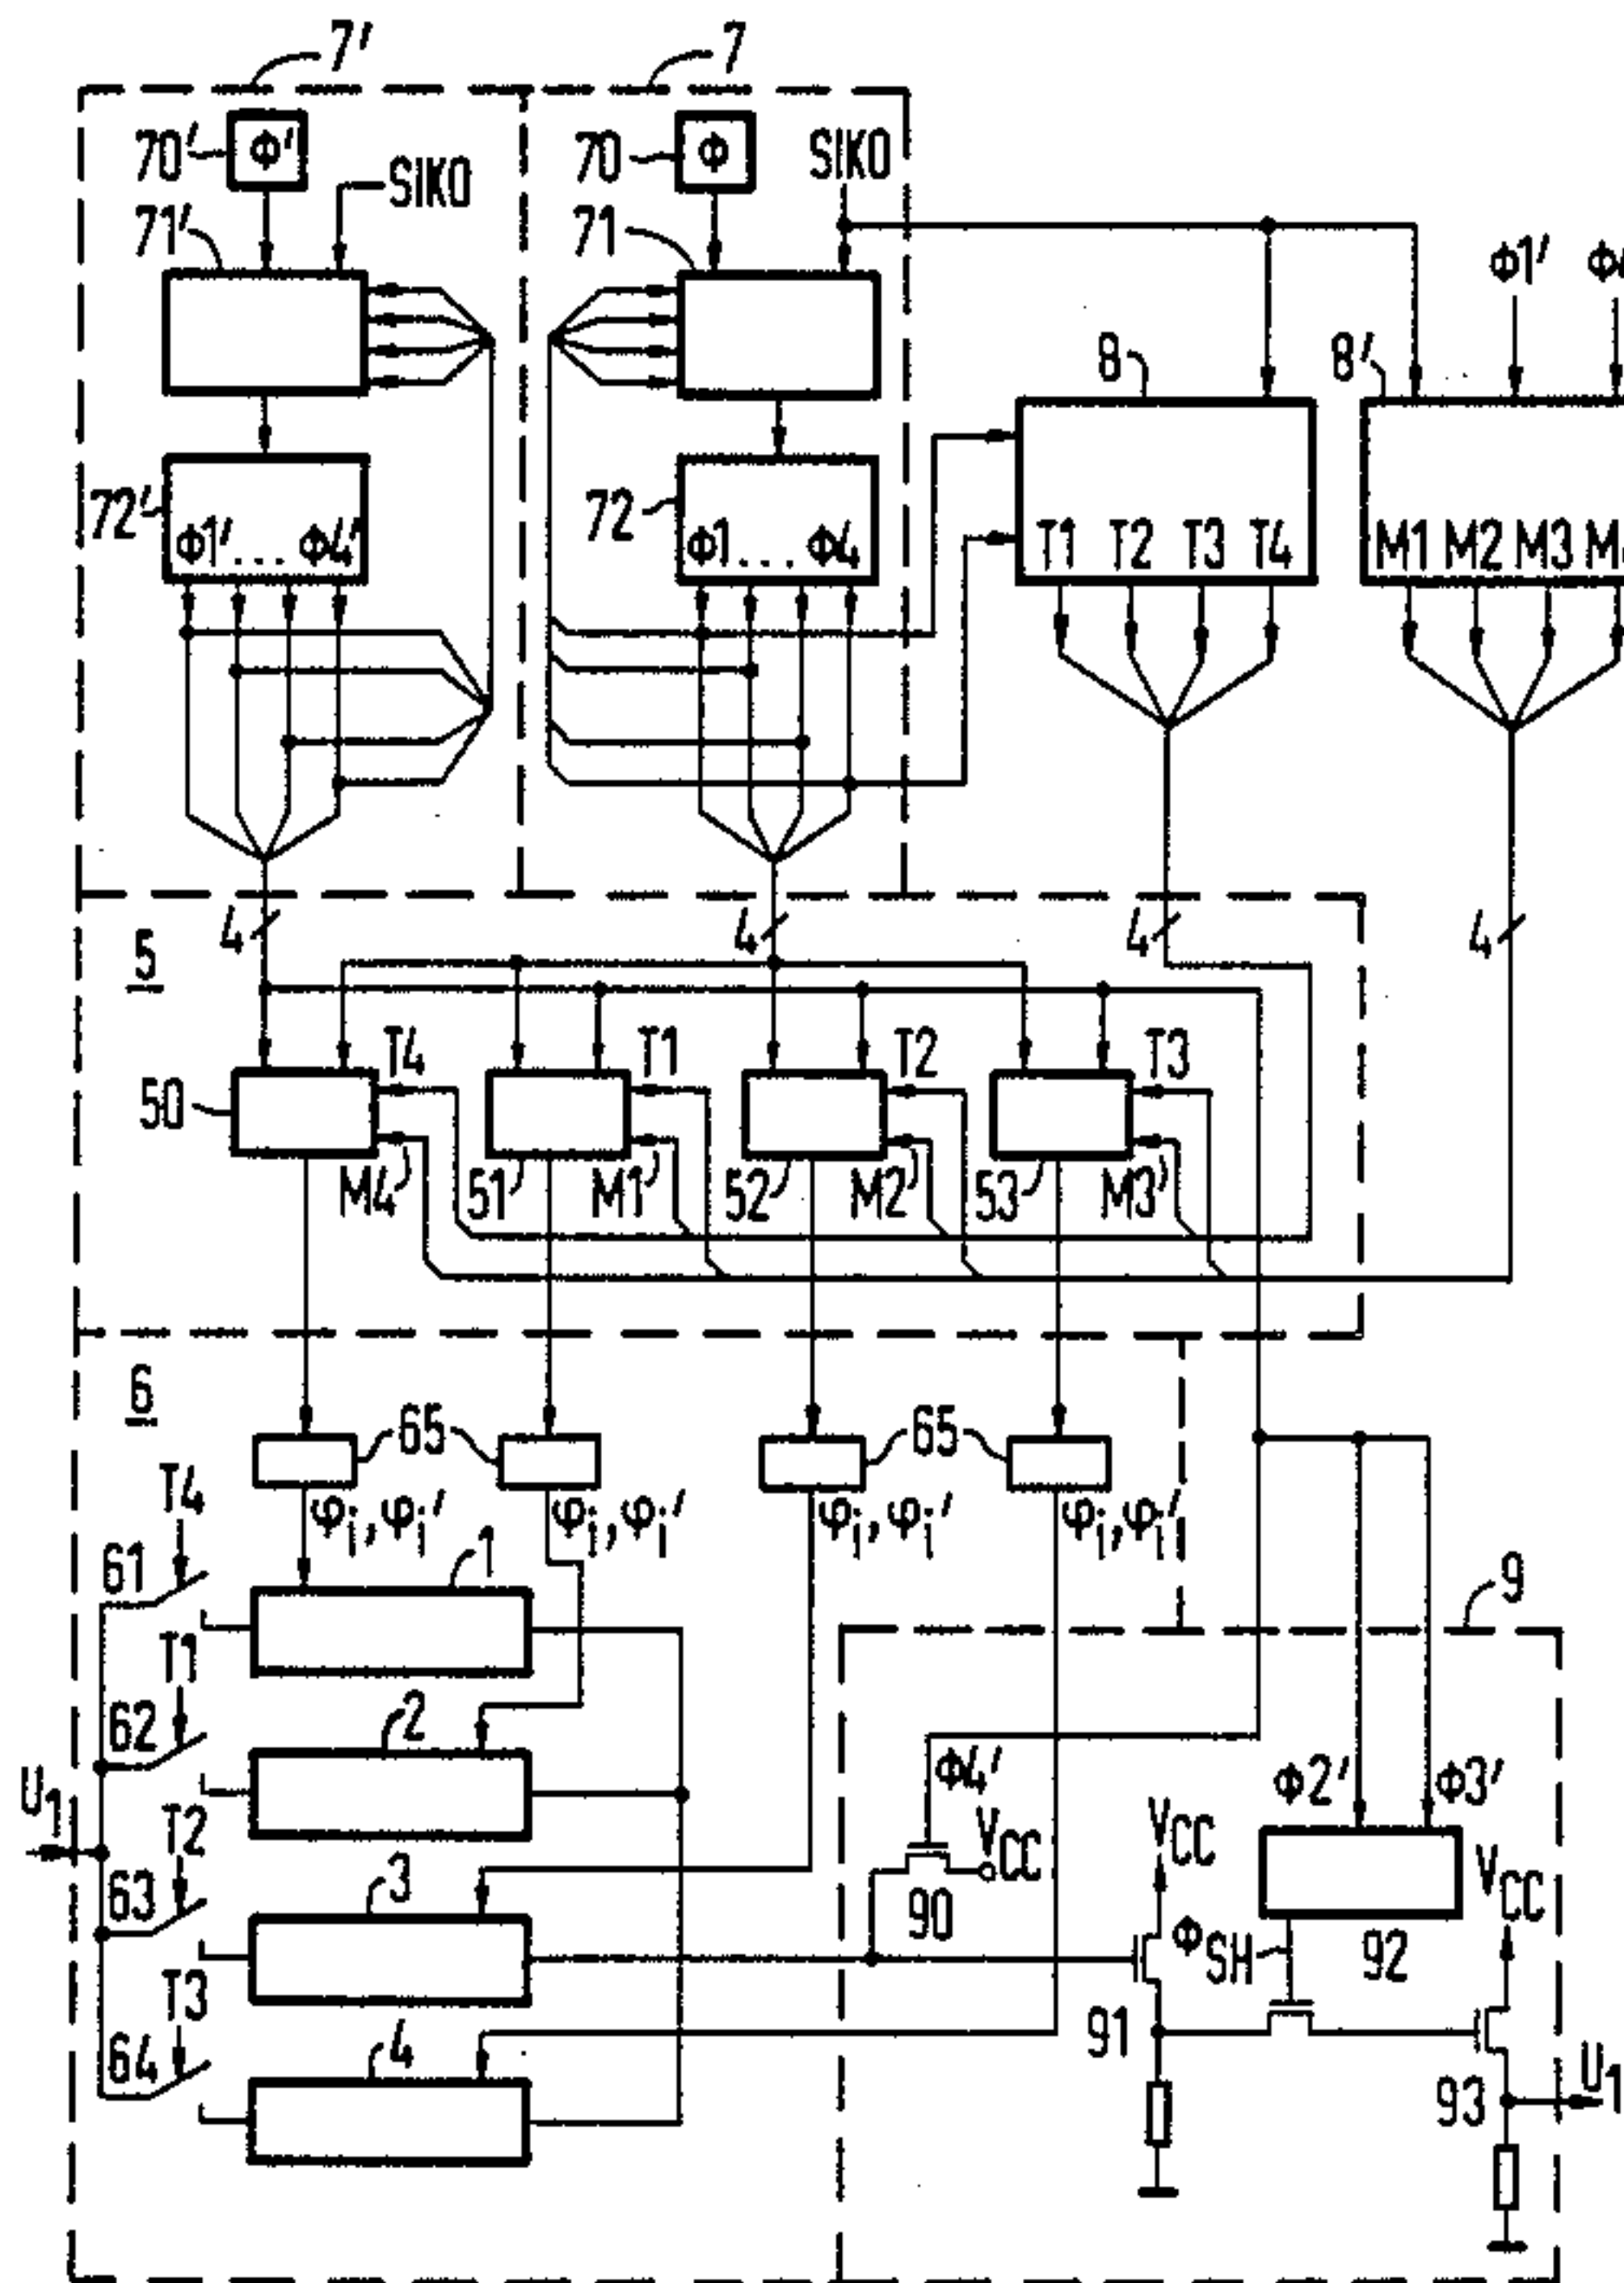 7' 7
70' Φ' SIKO 70 Φ SIKO
71' 71
Φ1'
8 8'
72' Φ1' ... Φ4' 72 Φ1 ... Φ4
T1 T2 T3 T4 M1 M2 M3
4 4 4 4
5
T4 T1 T2 T3
50
M4 51 M1 52 M2 53 M3
6
65 65
φi, φi' φi, φi' φi, φi' φi, φi'
T4
61 1
9
T1
62 2
Φ4' Φ2' Φ3'
U1 T2 VCC VCC VCC
63 3 90 ΦSH 92
T3
64 4 91
93 U1